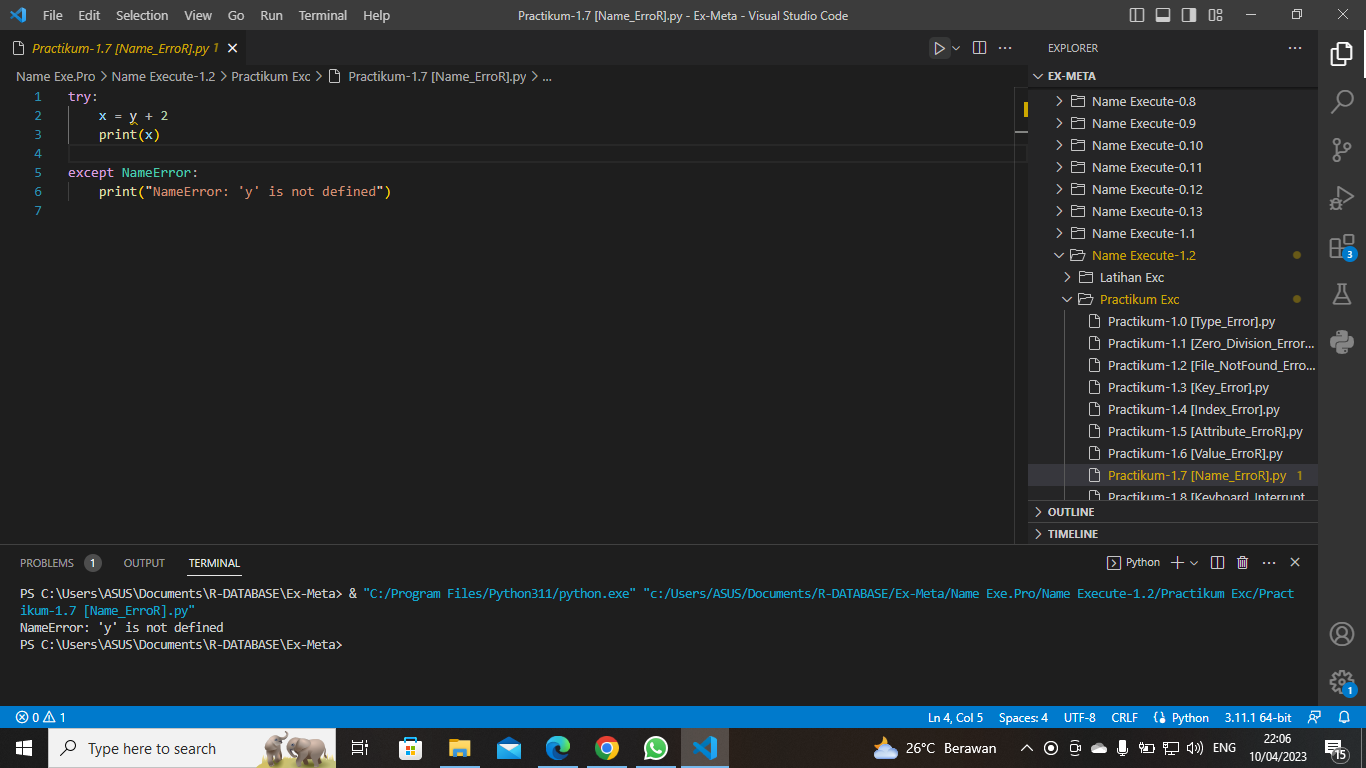 File Edit Selection View Go Run Terminal Help
Practikum-1.7 [Name_ErroR].py - Ex-Meta - Visual Studio Code
Practikum-1.7 [Name_ErroR].py 1
Name Exe.Pro > Name Execute-1.2 > Practikum Exc > Practikum-1.7 [Name_ErroR].py > ...
1 try:
2 x = y + 2
3 print(x)
4
5 except NameError:
6 print("NameError: 'y' is not defined")
7
EXPLORER
EX-META
Name Execute-0.8
Name Execute-0.9
Name Execute-0.10
Name Execute-0.11
Name Execute-0.12
Name Execute-0.13
Name Execute-1.1
Name Execute-1.2
Latihan Exc
Practikum Exc
Practikum-1.0 [Type_Error].py
Practikum-1.1 [Zero_Division_Error...
Practikum-1.2 [File_NotFound_Erro...
Practikum-1.3 [Key_Error].py
Practikum-1.4 [Index_Error].py
Practikum-1.5 [Attribute_ErroR].py
Practikum-1.6 [Value_ErroR].py
Practikum-1.7 [Name_ErroR].py 1
Practikum-1.8 [Keyboard_Interrupt
OUTLINE
TIMELINE
3
1
PROBLEMS 1 OUTPUT TERMINAL
Python
PS C:\Users\ASUS\Documents\R-DATABASE\Ex-Meta> & "C:/Program Files/Python311/python.exe" "c:/Users/ASUS/Documents/R-DATABASE/Ex-Meta/Name Exe.Pro/Name Execute-1.2/Practikum Exc/Pract
ikum-1.7 [Name_ErroR].py"
NameError: 'y' is not defined
PS C:\Users\ASUS\Documents\R-DATABASE\Ex-Meta>
0 1
Ln 4, Col 5 Spaces: 4 UTF-8 CRLF Python 3.11.1 64-bit
Type here to search
26°C Berawan
ENG
22:06
10/04/2023
15